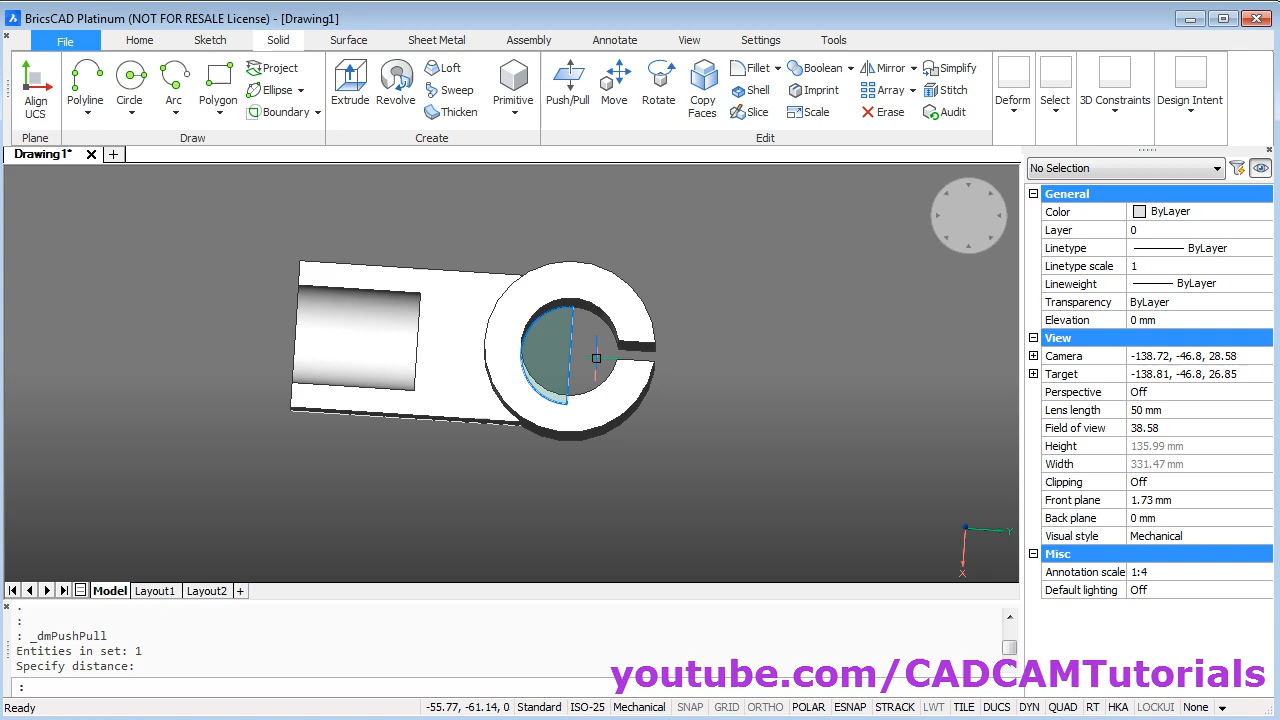 BricsCAD Platinum (NOT FOR RESALE License) - [Drawing1]
File Home Sketch Solid Surface Sheet Metal Assembly Annotate View Settings Tools
Align UCS
Polyline Circle Arc Polygon
Project
Ellipse
Boundary
Extrude Revolve
Loft
Sweep
Thicken
Primitive
Push/Pull Move Rotate Copy Faces
Fillet Boolean Mirror Simplify
Shell Imprint Array Stitch
Slice Scale Erase Audit
Deform Select 3D Constraints Design Intent
Plane Draw Create Edit
Drawing1*
No Selection
General
Color ByLayer
Layer 0
Linetype ByLayer
Linetype scale 1
Lineweight ByLayer
Transparency ByLayer
Elevation 0 mm
View
Camera -138.72, -46.8, 28.58
Target -138.81, -46.8, 26.85
Perspective Off
Lens length 50 mm
Field of view 38.58
Height 135.99 mm
Width 331.47 mm
Clipping Off
Front plane 1.73 mm
Back plane 0 mm
Visual style Mechanical
Misc
Annotation scale 1:4
Default lighting Off
Y
X
Model Layout1 Layout2 +
:
:
: _dmPushPull
Entities in set: 1
Specify distance:
:
youtube.com/CADCAMTutorials
Ready -55.77, -61.14, 0 Standard ISO-25 Mechanical SNAP GRID ORTHO POLAR ESNAP STRACK LWT TILE DUCS DYN QUAD RT HKA LOCKUI None